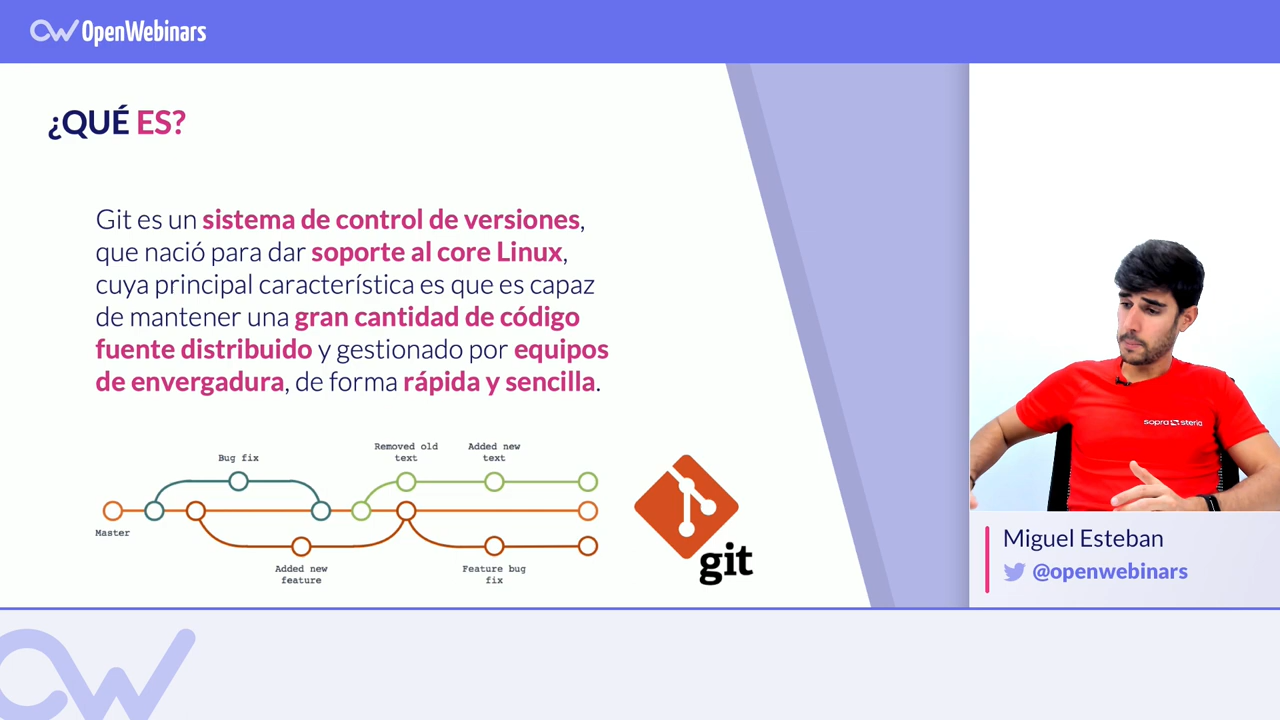 OpenWebinars
¿QUÉ ES?
Git es un sistema de control de versiones,
que nació para dar soporte al core Linux,
cuya principal característica es que es capaz
de mantener una gran cantidad de código
fuente distribuido y gestionado por equipos
de envergadura, de forma rápida y sencilla.
Bug fix
Removed old
text
Added new
text
Master
Added new
feature
Feature bug
fix
git
sopra steria
Miguel Esteban
@openwebinars